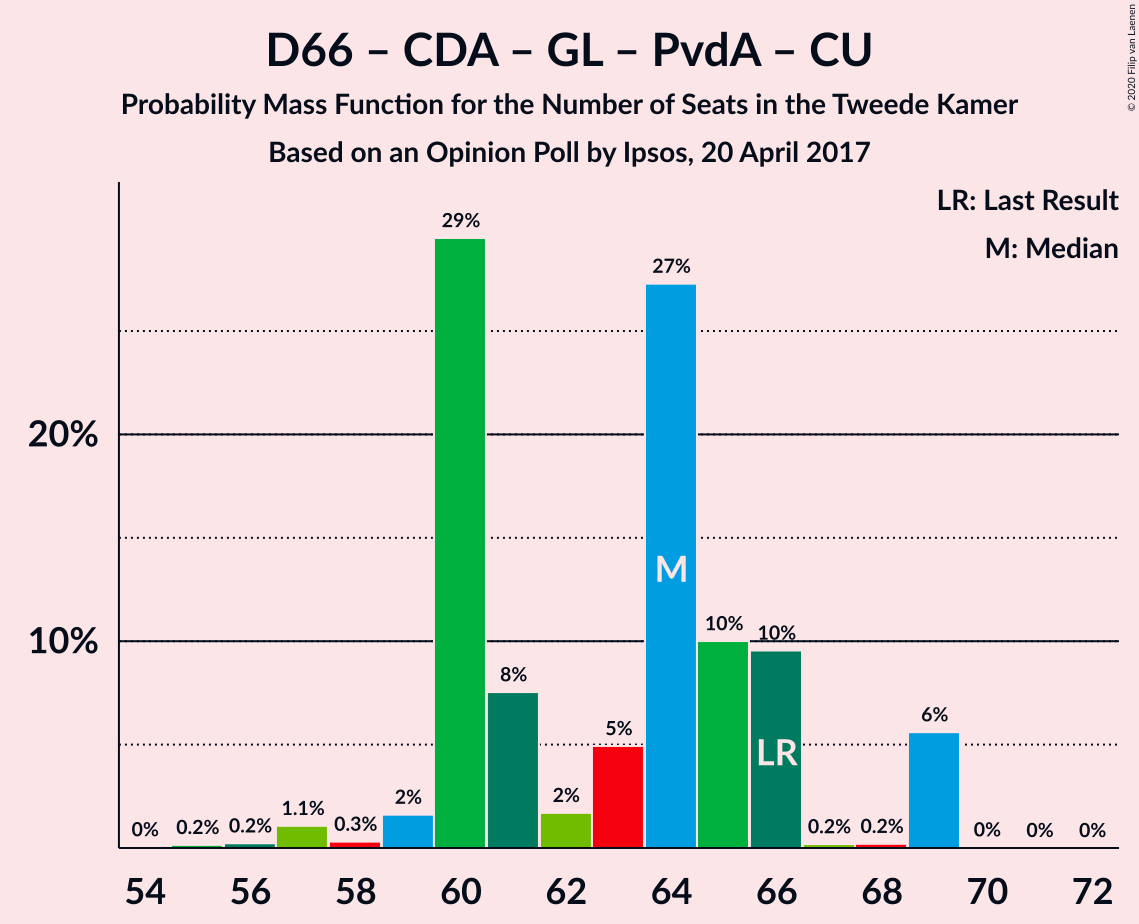 D66 – CDA – GL – PvdA – CU
Probability Mass Function for the Number of Seats in the Tweede Kamer
Based on an Opinion Poll by Ipsos, 20 April 2017
© 2020 Filip van Laenen
LR: Last Result
M: Median
20%
10%
0%
0.2%
0.2%
1.1%
0.3%
2%
29%
8%
2%
5%
27%
10%
10%
0.2%
0.2%
6%
0%
0%
0%
M
LR
54 56 58 60 62 64 66 68 70 72